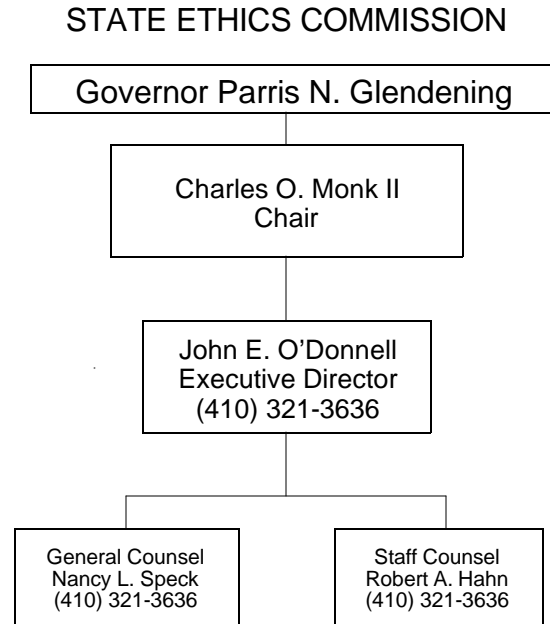 STATE ETHICS COMMISSION
Governor Parris N. Glendening
Charles O. Monk II
Chair
John E. O’Donnell
Executive Director
(410) 321-3636
General Counsel
Nancy L. Speck
(410) 321-3636
Staff Counsel
Robert A. Hahn
(410) 321-3636